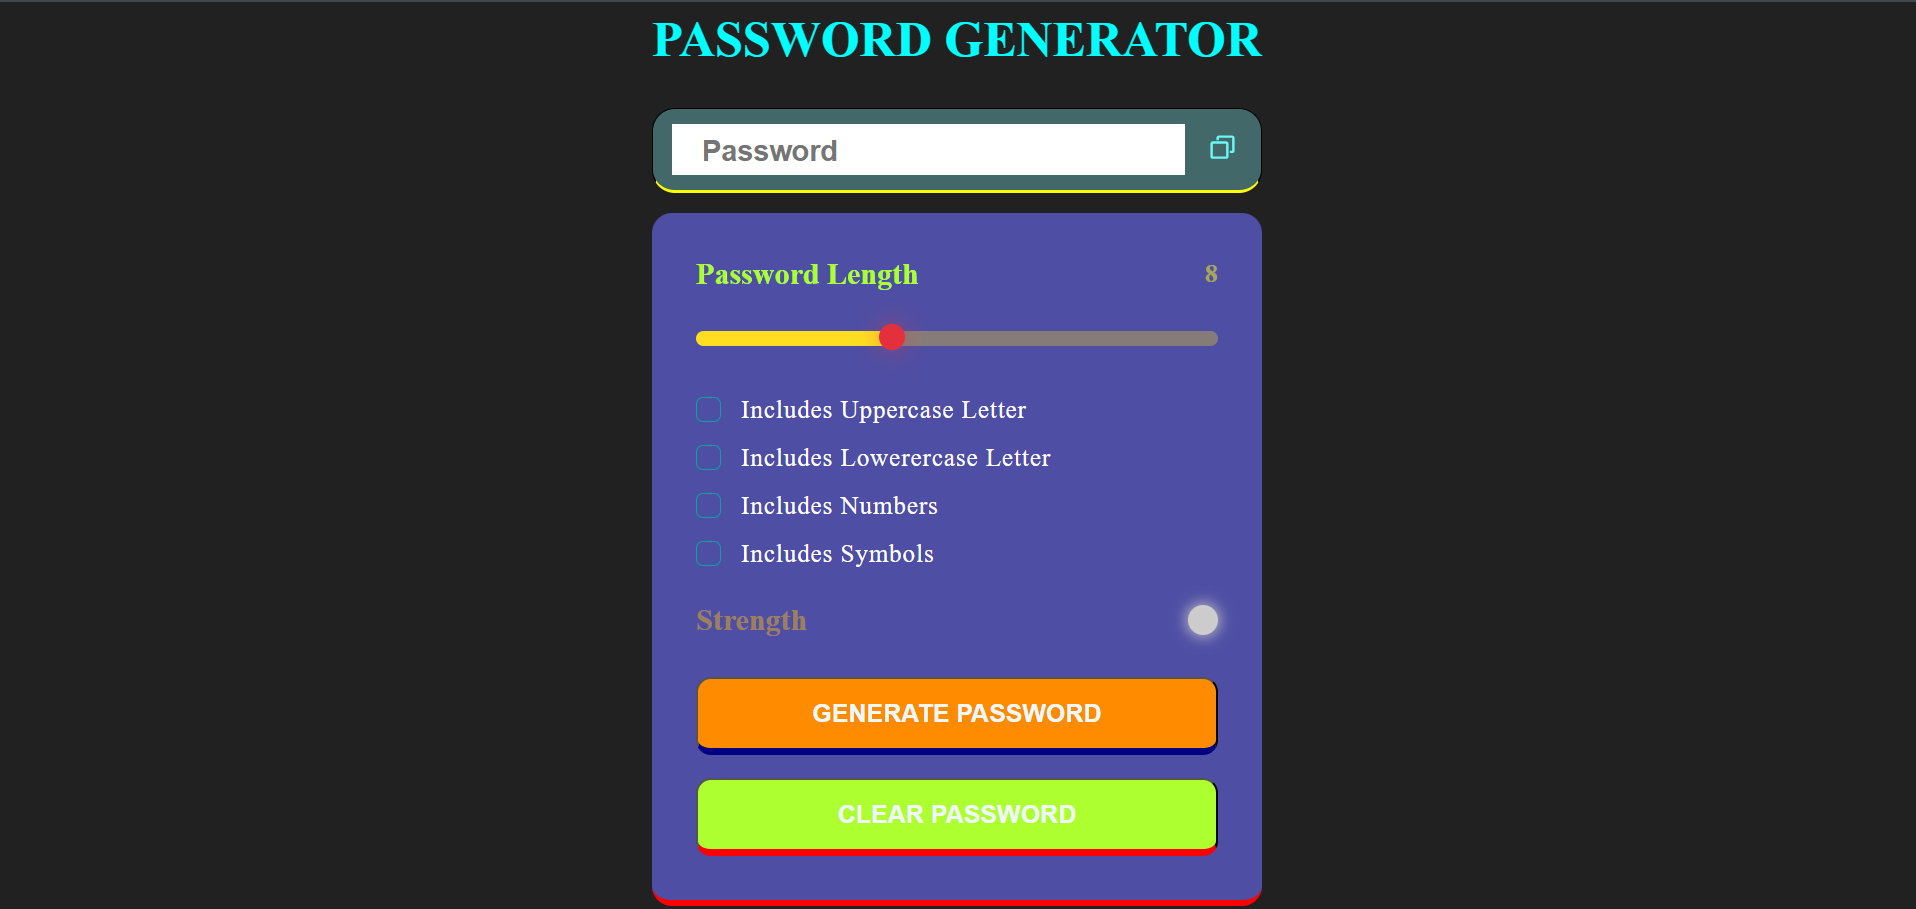 PASSWORD GENERATOR
Password
Password Length 8
Includes Uppercase Letter
Includes Lowerercase Letter
Includes Numbers
Includes Symbols
Strength
GENERATE PASSWORD
CLEAR PASSWORD